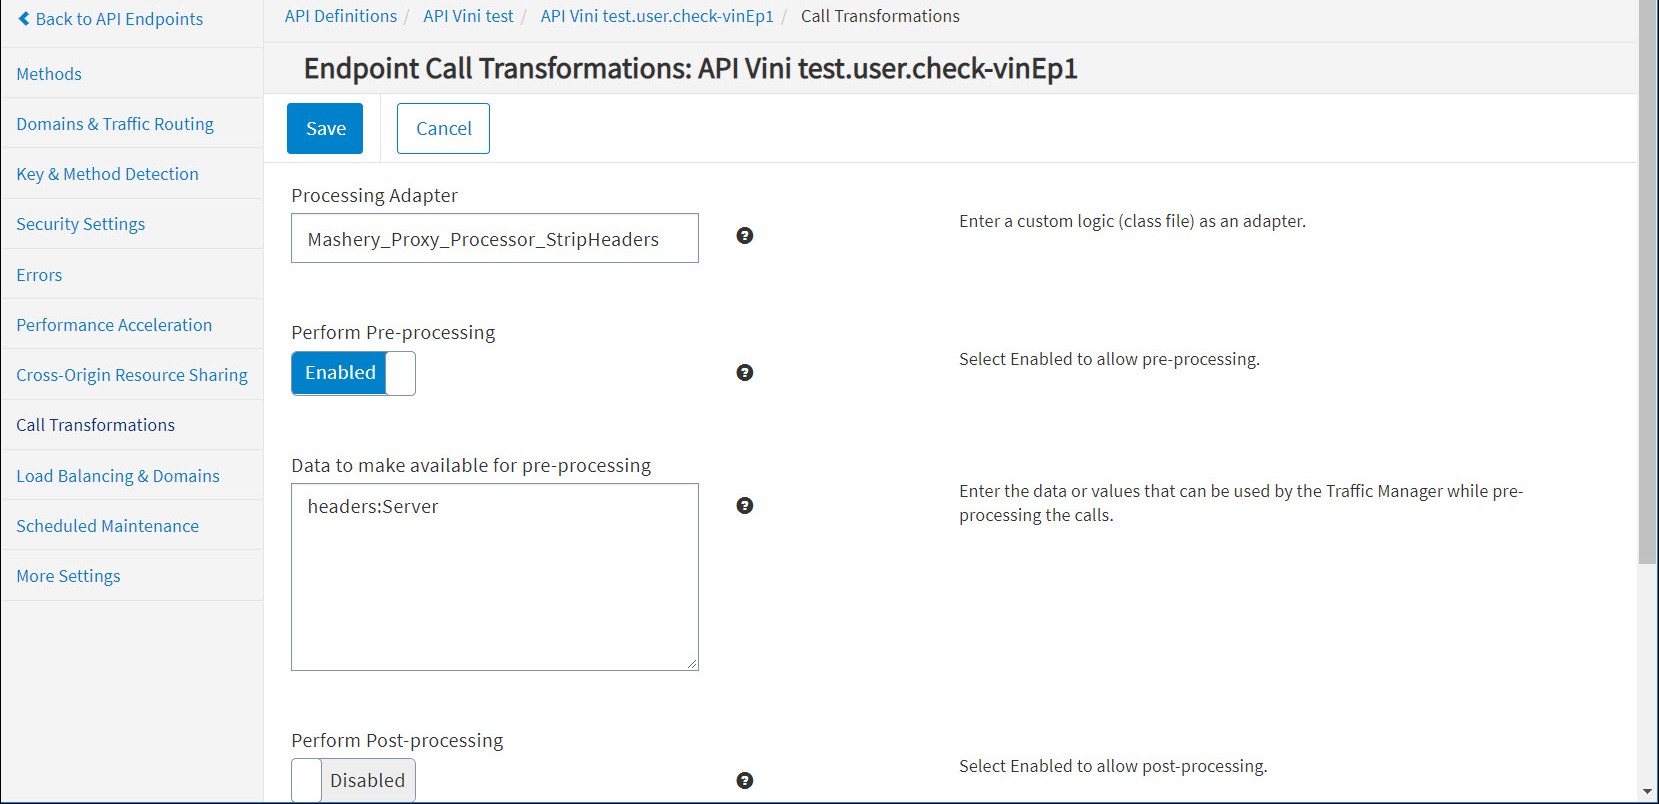 Back to API Endpoints
API Definitions / API Vini test / API Vini test.user.check-vinEp1 / Call Transformations
Methods
Domains & Traffic Routing
Key & Method Detection
Security Settings
Errors
Performance Acceleration
Cross-Origin Resource Sharing
Call Transformations
Load Balancing & Domains
Scheduled Maintenance
More Settings
Endpoint Call Transformations: API Vini test.user.check-vinEp1
Save
Cancel
Processing Adapter
Mashery_Proxy_Processor_StripHeaders
?
Enter a custom logic (class file) as an adapter.
Perform Pre-processing
Enabled
?
Select Enabled to allow pre-processing.
Data to make available for pre-processing
headers:Server
?
Enter the data or values that can be used by the Traffic Manager while pre-
processing the calls.
Perform Post-processing
Disabled
?
Select Enabled to allow post-processing.